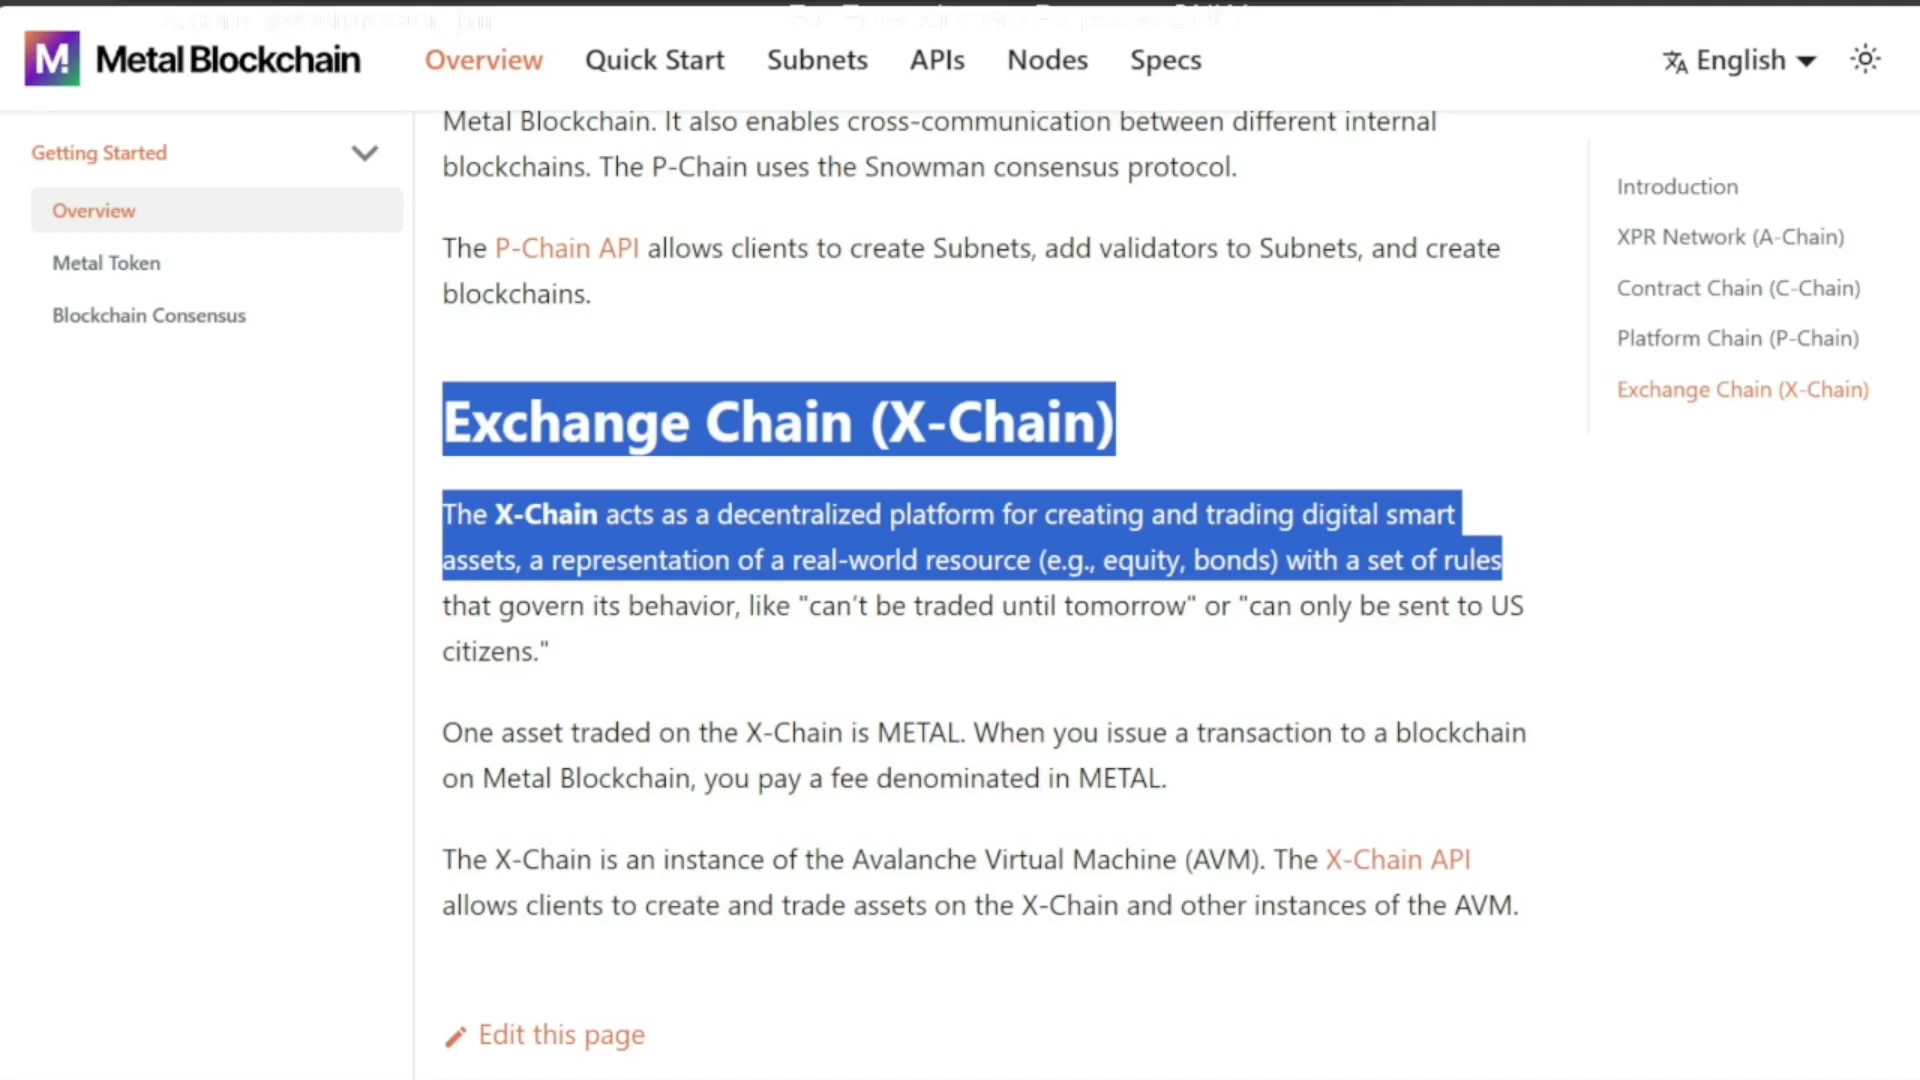 M! Metal Blockchain
Overview
Quick Start
Subnets
APIs
Nodes
Specs
English
Getting Started
Overview
Metal Token
Blockchain Consensus
Metal Blockchain. It also enables cross-communication between different internal
blockchains. The P-Chain uses the Snowman consensus protocol.
The P-Chain API allows clients to create Subnets, add validators to Subnets, and create
blockchains.
Exchange Chain (X-Chain)
The X-Chain acts as a decentralized platform for creating and trading digital smart
assets, a representation of a real-world resource (e.g., equity, bonds) with a set of rules
that govern its behavior, like "can’t be traded until tomorrow" or "can only be sent to US
citizens."
One asset traded on the X-Chain is METAL. When you issue a transaction to a blockchain
on Metal Blockchain, you pay a fee denominated in METAL.
The X-Chain is an instance of the Avalanche Virtual Machine (AVM). The X-Chain API
allows clients to create and trade assets on the X-Chain and other instances of the AVM.
Edit this page
Introduction
XPR Network (A-Chain)
Contract Chain (C-Chain)
Platform Chain (P-Chain)
Exchange Chain (X-Chain)